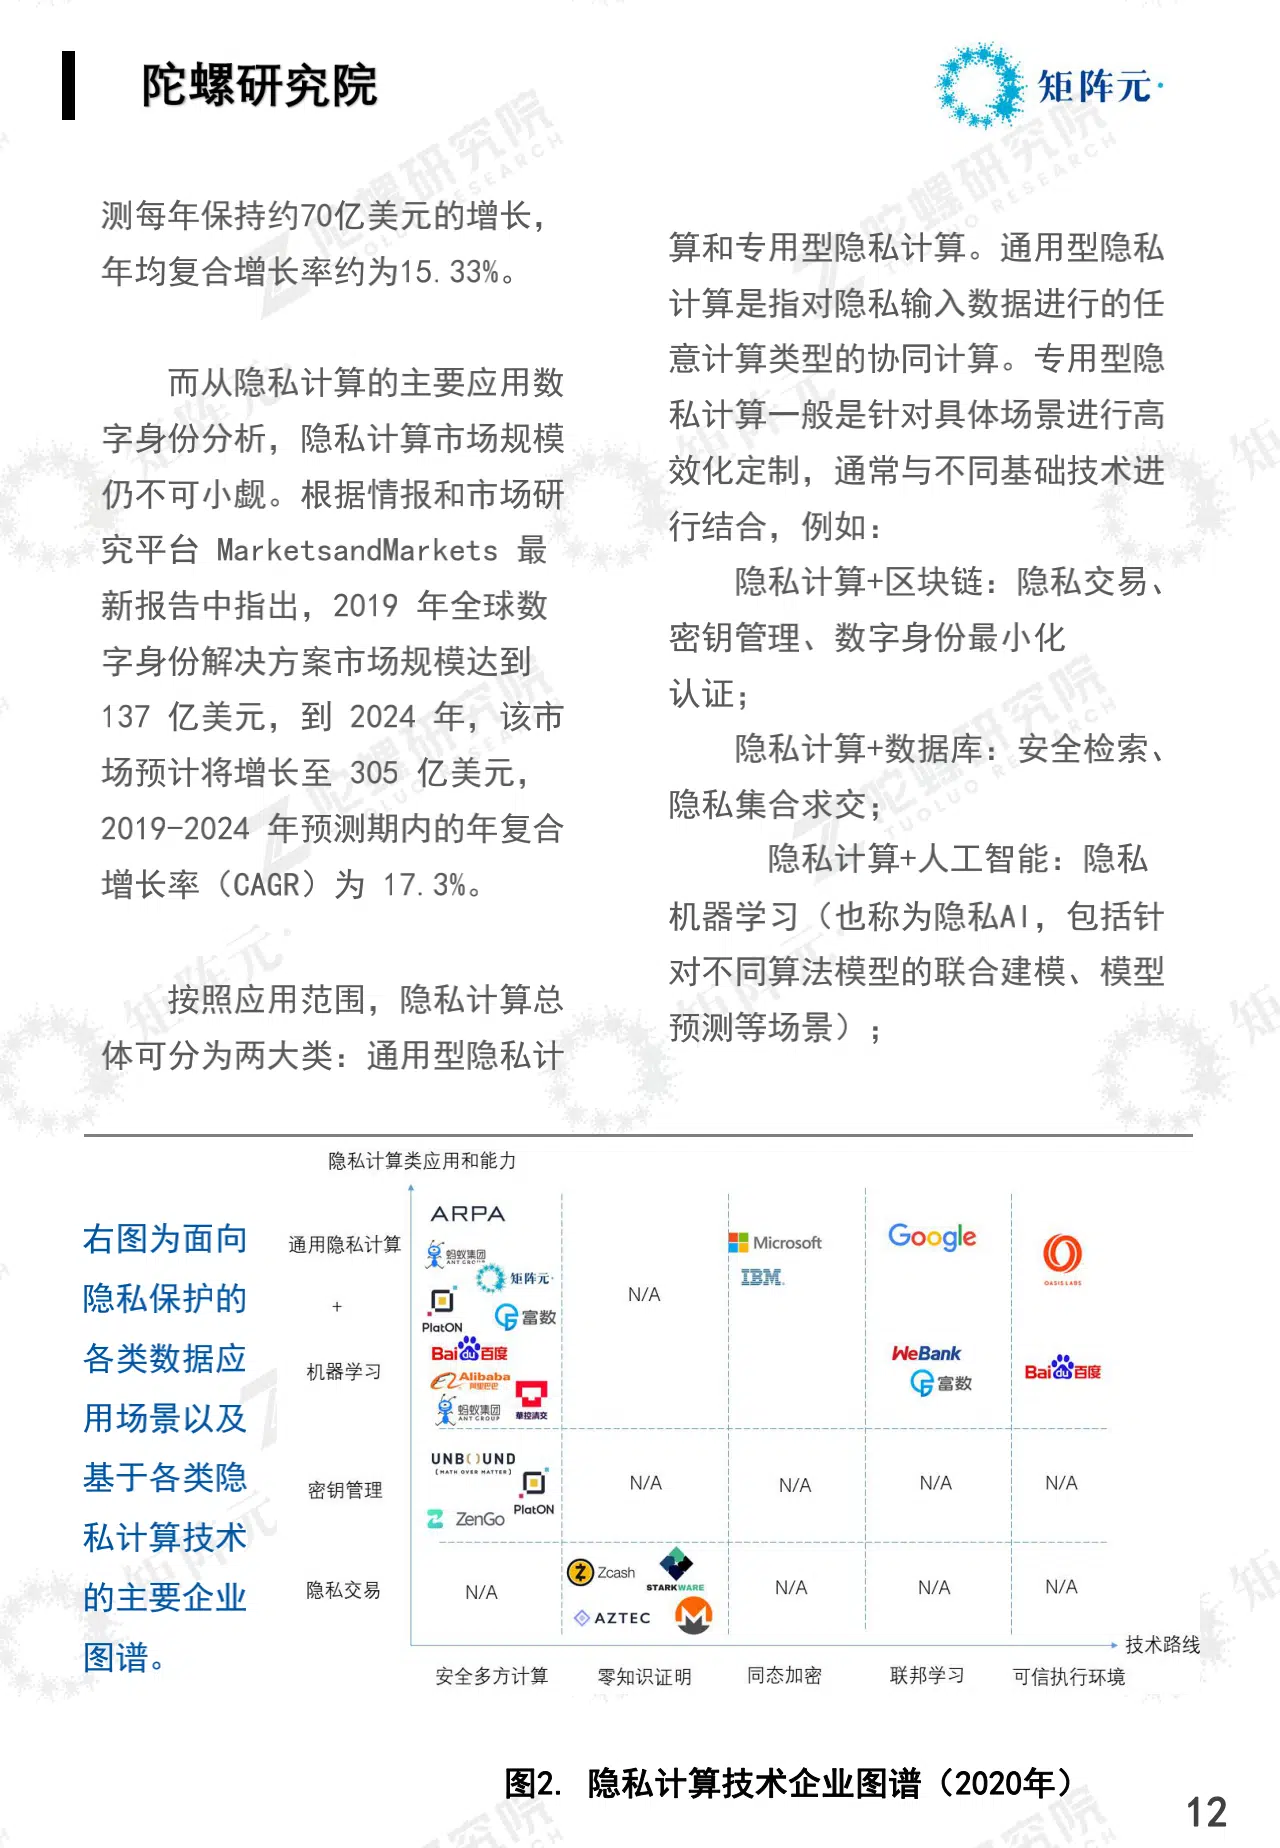 陀螺研究院
矩阵元
测每年保持约70亿美元的增长，
年均复合增长率约为15.33%。
而从隐私计算的主要应用数
字身份分析，隐私计算市场规模
仍不可小觑。根据情报和市场研
究平台 MarketsandMarkets 最
新报告中指出，2019 年全球数
字身份解决方案市场规模达到
137 亿美元，到 2024 年，该市
场预计将增长至 305 亿美元，
2019-2024 年预测期内的年复合
增长率（CAGR）为 17.3%。
按照应用范围，隐私计算总
体可分为两大类：通用型隐私计
算和专用型隐私计算。通用型隐私
计算是指对隐私输入数据进行的任
意计算类型的协同计算。专用型隐
私计算一般是针对具体场景进行高
效化定制，通常与不同基础技术进
行结合，例如：
隐私计算+区块链：隐私交易、
密钥管理、数字身份最小化
认证；
隐私计算+数据库：安全检索、
隐私集合求交；
隐私计算+人工智能：隐私
机器学习（也称为隐私AI，包括针
对不同算法模型的联合建模、模型
预测等场景）；
右图为面向
隐私保护的
各类数据应
用场景以及
基于各类隐
私计算技术
的主要企业
图谱。
隐私计算类应用和能力
通用隐私计算
+
机器学习
ARPA
蚂蚁集团
ANT GROUP
矩阵元
PlatON
富数
Bai du 百度
Alibaba
阿里巴巴
蚂蚁集团
ANT GROUP
華控清交
N/A
Microsoft
IBM
Google
WeBank
富数
OASIS LABS
Bai du 百度
密钥管理
UNBOUND
(MATH OVER MATTER)
PlatON
ZenGo
N/A
N/A
N/A
N/A
隐私交易
N/A
Zcash
STARKWARE
AZTEC
N/A
N/A
N/A
技术路线
安全多方计算
零知识证明
同态加密
联邦学习
可信执行环境
图2. 隐私计算技术企业图谱（2020年）
12